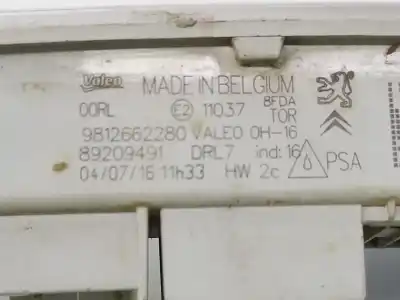 Valeo MADE IN BELGIUM
00RL E2 11037 8FDA
TOR
9812662280 VALEO 0H-16
89209491 DRL7 ind: 16
04/07/16 11h33 HW 2c PSA